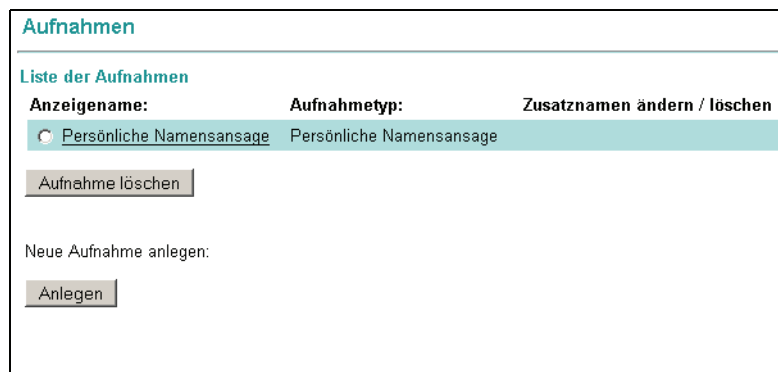 Aufnahmen
Liste der Aufnahmen
Anzeigename: Aufnahmetyp: Zusatznamen ändern / löschen
Persönliche Namensansage Persönliche Namensansage
Aufnahme löschen
Neue Aufnahme anlegen:
Anlegen